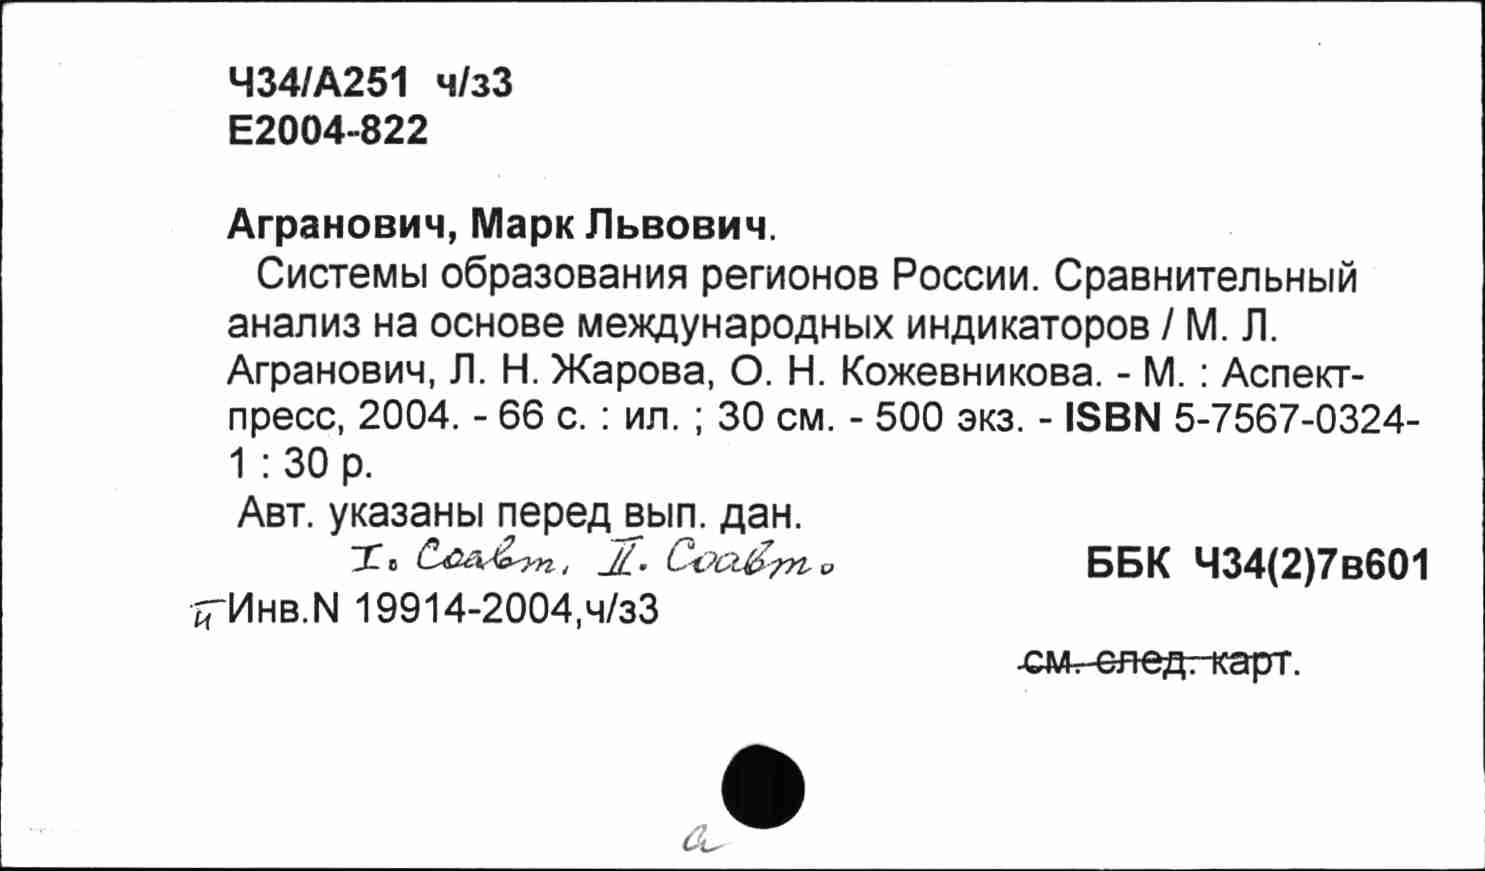 Ч34/А251 ч/з3
Е2004-822
Агранович, Марк Львович.
Системы образования регионов России. Сравнительный
анализ на основе международных индикаторов / М. Л.
Агранович, Л. Н. Жарова, О. Н. Кожевникова. - М. : Аспект-
пресс, 2004. - 66 с. : ил. ; 30 см. - 500 экз. - ISBN 5-7567-0324-
1 : 30 р.
Авт. указаны перед вып. дан.
I. Соавт. II. Соавт.
ББК Ч34(2)7в601
и Инв.N 19914-2004,ч/з3
см. след. карт.
а